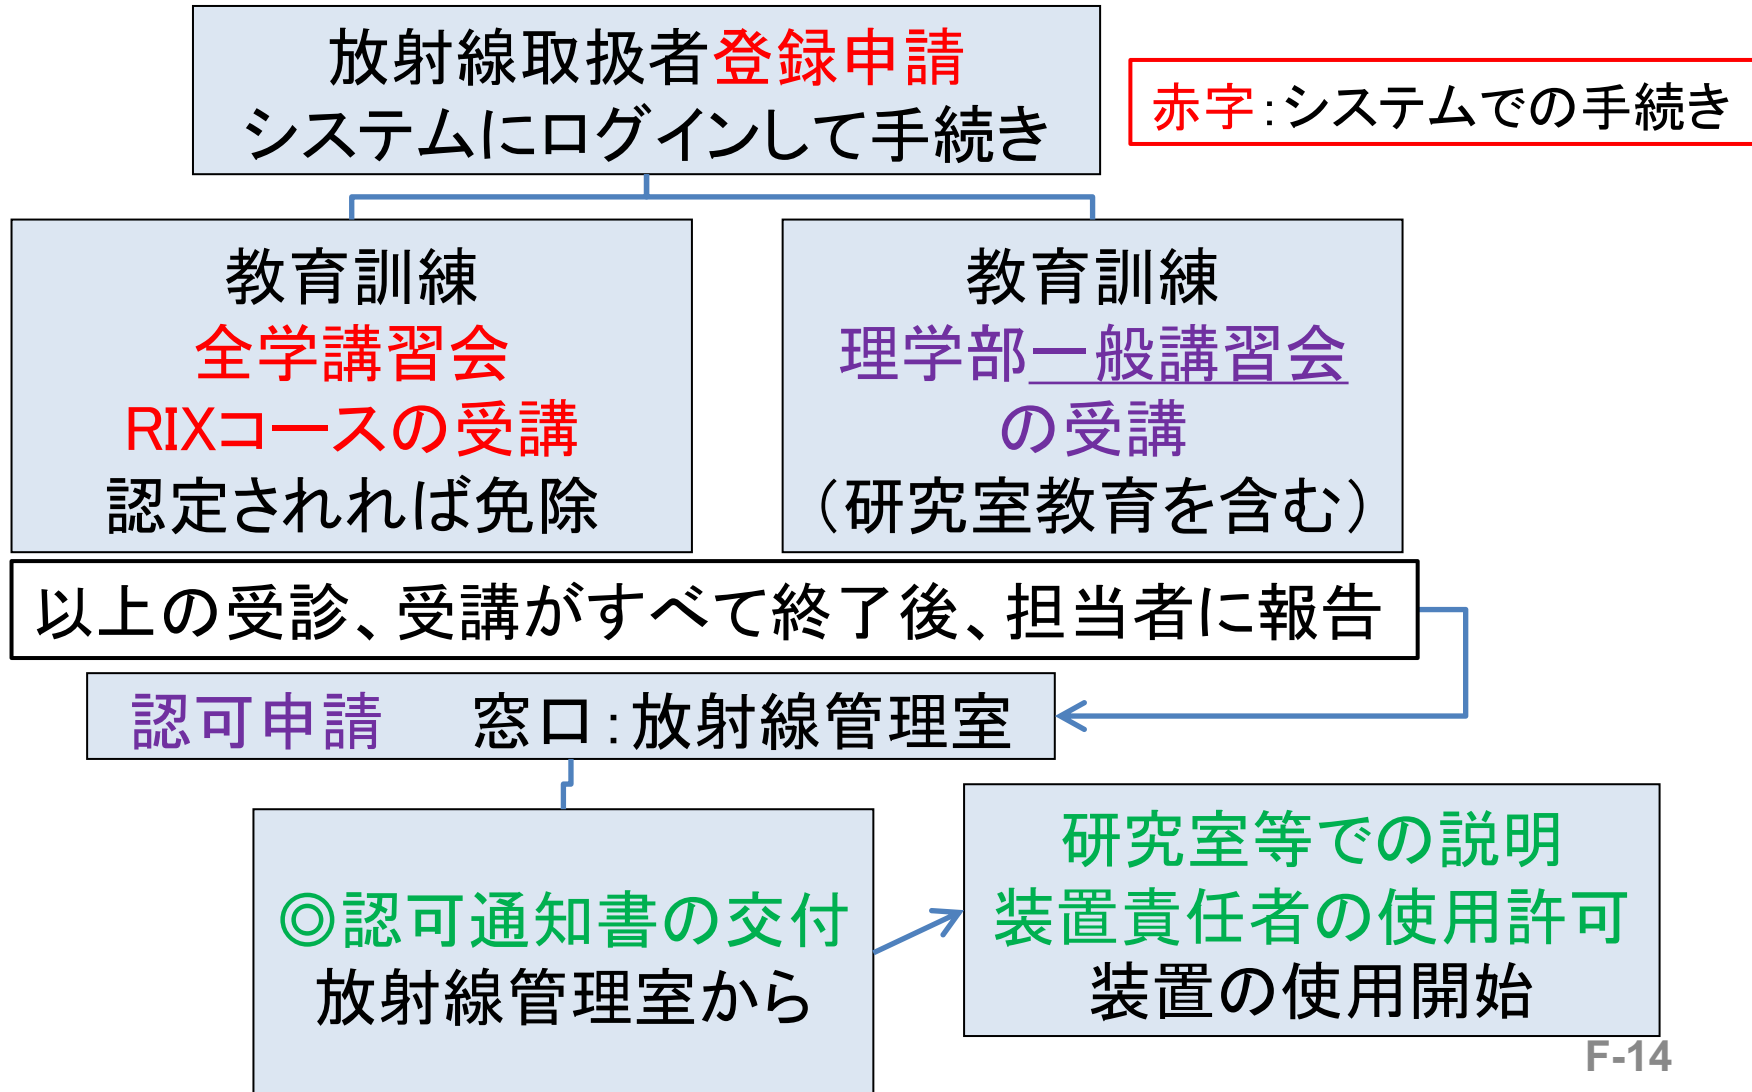 放射線取扱者登録申請
システムにログインして手続き
赤字:システムでの手続き
教育訓練
全学講習会
RIXコースの受講
認定されれば免除
教育訓練
理学部一般講習会
の受講
(研究室教育を含む)
以上の受診、受講がすべて終了後、担当者に報告
認可申請 窓口:放射線管理室
◎認可通知書の交付
放射線管理室から
研究室等での説明
装置責任者の使用許可
装置の使用開始
F-14